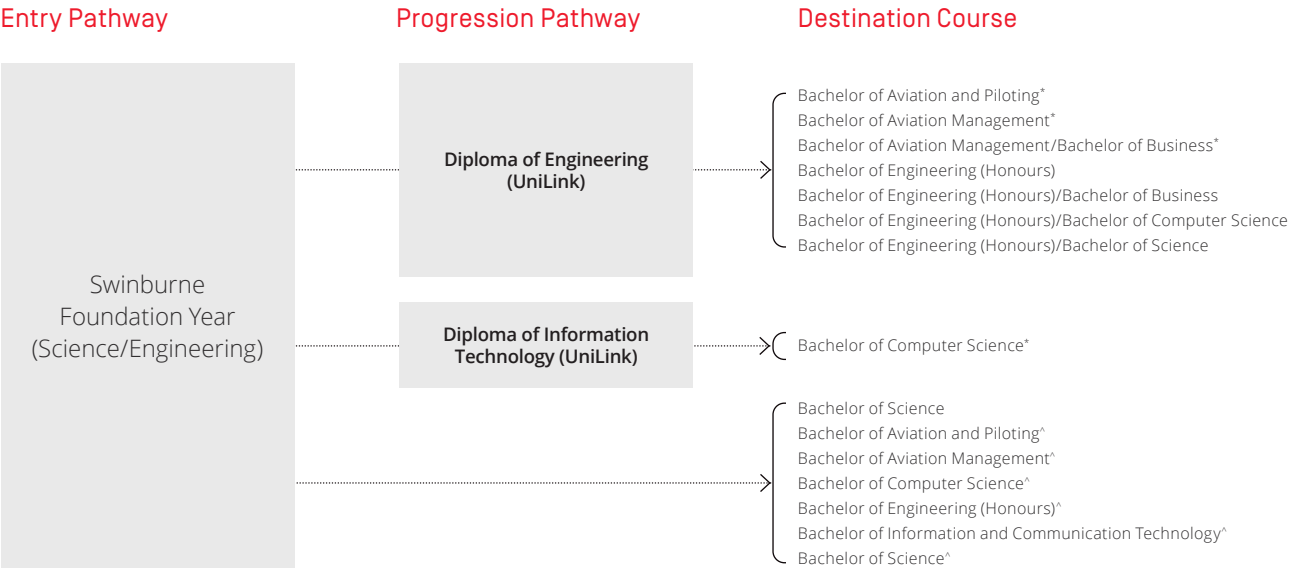 Entry Pathway
Progression Pathway
Destination Course
Swinburne
Foundation Year
(Science/Engineering)
Diploma of Engineering
(UniLink)
Bachelor of Aviation and Piloting*
Bachelor of Aviation Management*
Bachelor of Aviation Management/Bachelor of Business*
Bachelor of Engineering (Honours)
Bachelor of Engineering (Honours)/Bachelor of Business
Bachelor of Engineering (Honours)/Bachelor of Computer Science
Bachelor of Engineering (Honours)/Bachelor of Science
Diploma of Information
Technology (UniLink)
Bachelor of Computer Science*
Bachelor of Science
Bachelor of Aviation and Piloting^
Bachelor of Aviation Management^
Bachelor of Computer Science^
Bachelor of Engineering (Honours)^
Bachelor of Information and Communication Technology^
Bachelor of Science^